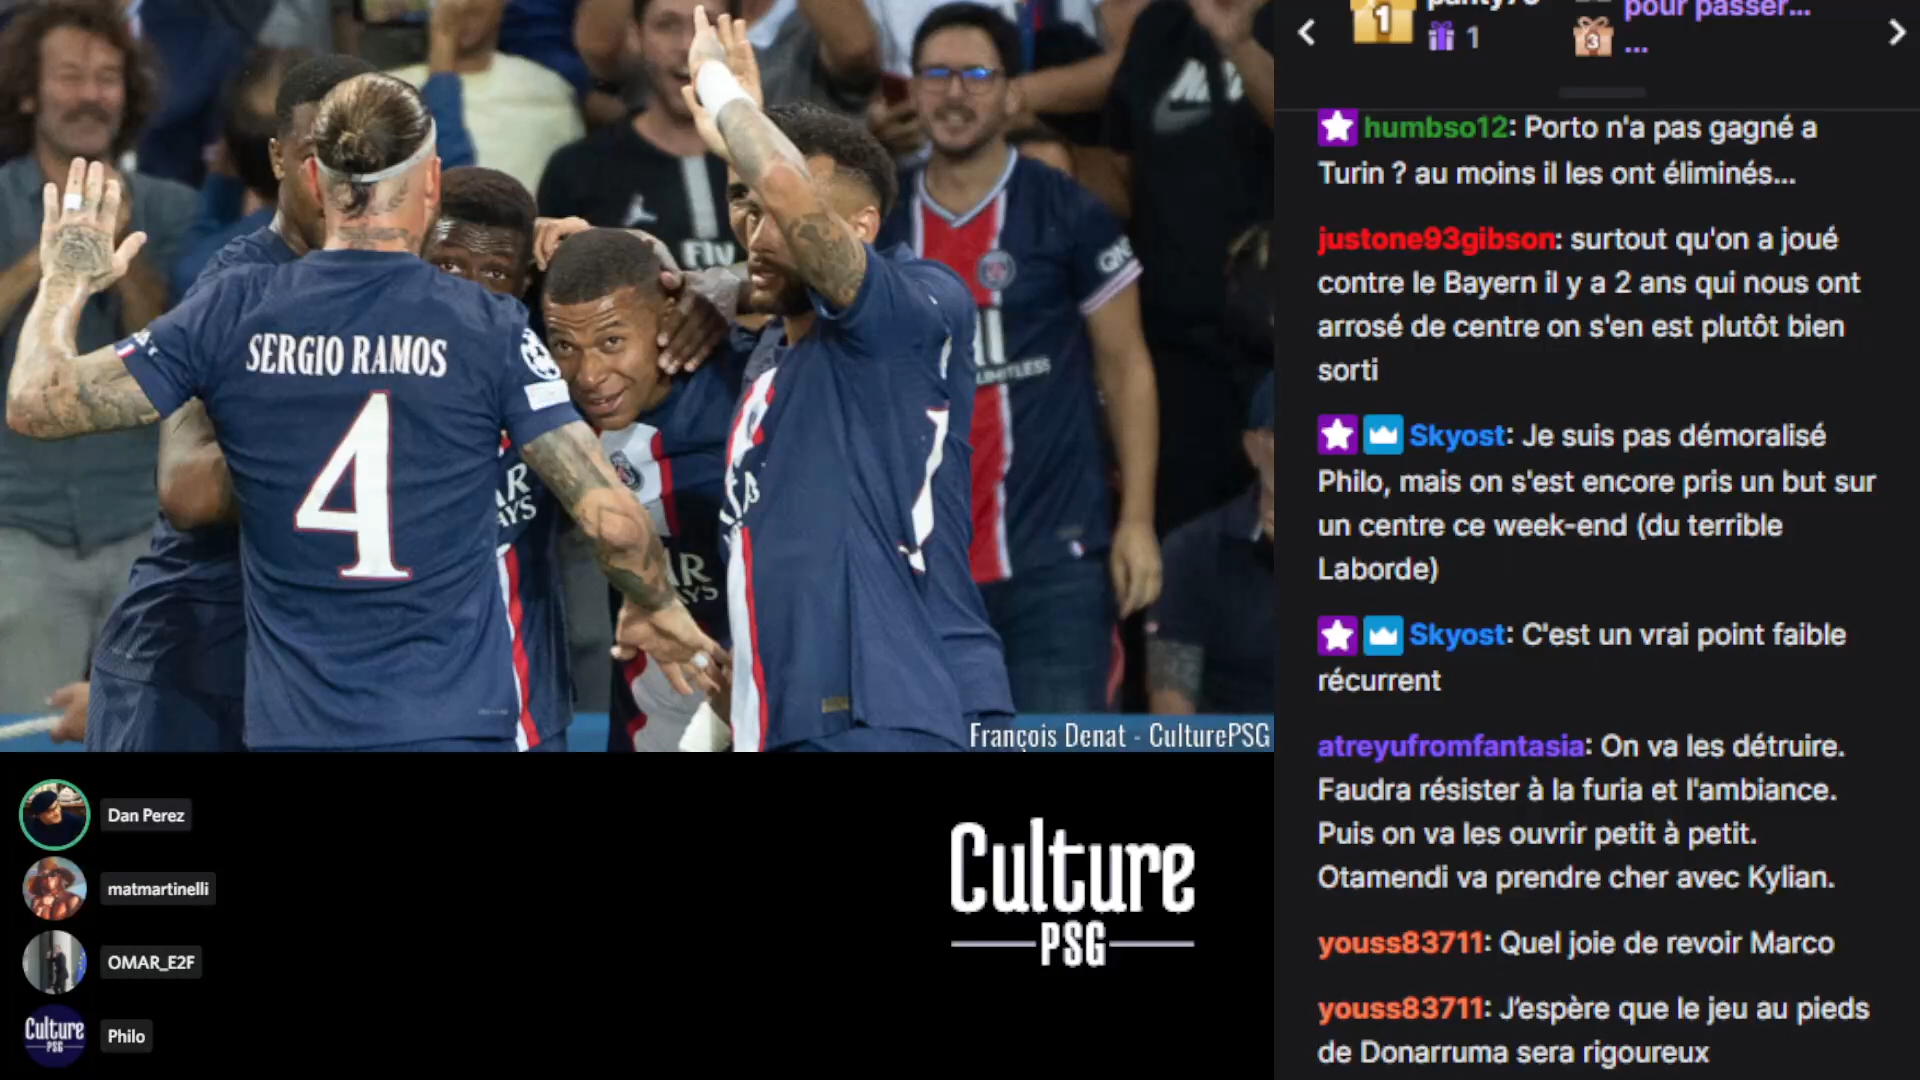 SERGIO RAMOS
4
François Denat - CulturePSG
Dan Perez
matmartinelli
OMAR_E2F
Culture
PSG
Philo
Culture
PSG
1
1
pour passer...
3
...
humbso12: Porto n'a pas gagné a
Turin ? au moins il les ont éliminés...
justone93gibson: surtout qu'on a joué
contre le Bayern il y a 2 ans qui nous ont
arrosé de centre on s'en est plutôt bien
sorti
Skyost: Je suis pas démoralisé
Philo, mais on s'est encore pris un but sur
un centre ce week-end (du terrible
Laborde)
Skyost: C'est un vrai point faible
récurrent
atreyufromfantasia: On va les détruire.
Faudra résister à la furia et l'ambiance.
Puis on va les ouvrir petit à petit.
Otamendi va prendre cher avec Kylian.
youss83711: Quel joie de revoir Marco
youss83711: J'espère que le jeu au pieds
de Donarruma sera rigoureux